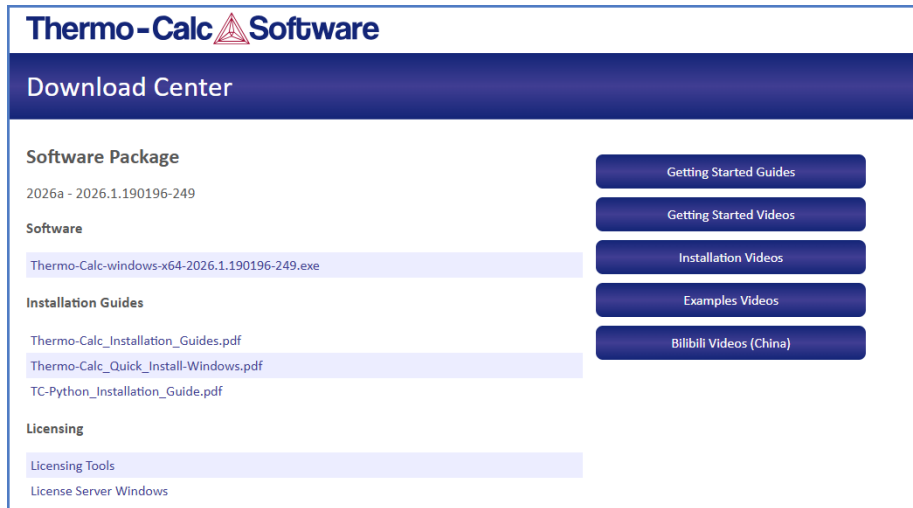 Thermo-Calc Software
Download Center
Software Package
2026a - 2026.1.190196-249
Software
Thermo-Calc-windows-x64-2026.1.190196-249.exe
Installation Guides
Thermo-Calc_Installation_Guides.pdf
Thermo-Calc_Quick_Install-Windows.pdf
TC-Python_Installation_Guide.pdf
Licensing
Licensing Tools
License Server Windows
Getting Started Guides
Getting Started Videos
Installation Videos
Examples Videos
Bilibili Videos (China)